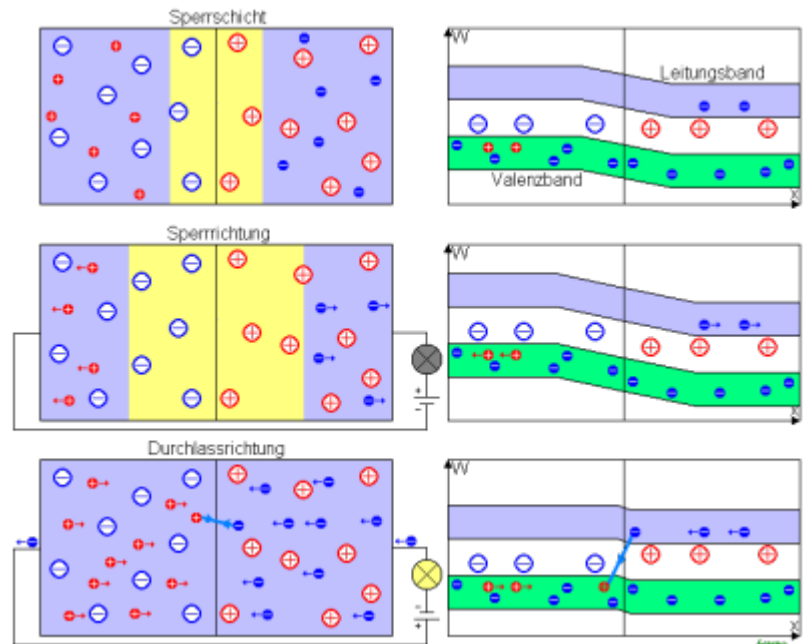 Sperrschicht
W
Leitungsband
Valenzband
x
Sperrrichtung
W
x
Durchlassrichtung
W
x